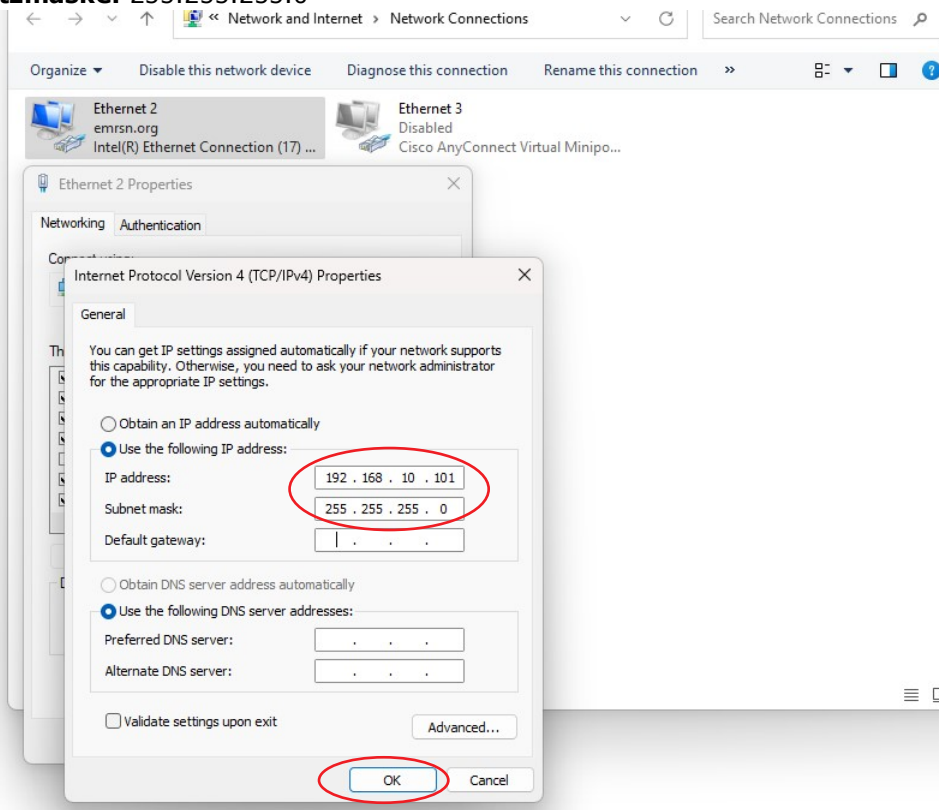 255.255.255.0
« Network and Internet > Network Connections
Search Network Connections
Organize
Disable this network device
Diagnose this connection
Rename this connection
»
Ethernet 2
emrsn.org
Intel(R) Ethernet Connection (17) ...
Ethernet 3
Disabled
Cisco AnyConnect Virtual Minipo...
Ethernet 2 Properties
Networking
Authentication
Internet Protocol Version 4 (TCP/IPv4) Properties
General
You can get IP settings assigned automatically if your network supports
this capability. Otherwise, you need to ask your network administrator
for the appropriate IP settings.
Obtain an IP address automatically
Use the following IP address:
IP address: 192 . 168 . 10 . 101
Subnet mask: 255 . 255 . 255 . 0
Default gateway: . . .
Obtain DNS server address automatically
Use the following DNS server addresses:
Preferred DNS server: . . .
Alternate DNS server: . . .
Validate settings upon exit
Advanced...
OK
Cancel